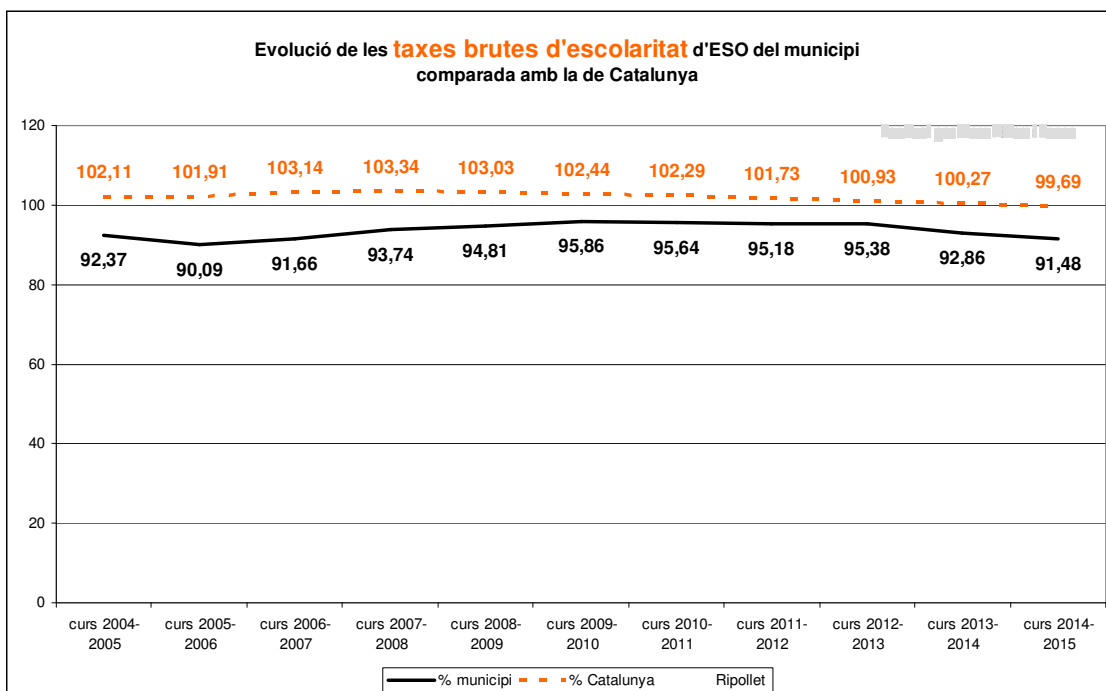 Evolució de les taxes brutes d'escolaritat d'ESO del municipi
comparada amb la de Catalunya
120
102,11 101,91 103,14 103,34 103,03 102,44 102,29 101,73 100,93 100,27 99,69
100
92,37 90,09 91,66 93,74 94,81 95,86 95,64 95,18 95,38 92,86 91,48
80
60
40
20
0
curs 2004- curs 2005- curs 2006- curs 2007- curs 2008- curs 2009- curs 2010- curs 2011- curs 2012- curs 2013- curs 2014-
2005 2006 2007 2008 2009 2010 2011 2012 2013 2014 2015
% municipi % Catalunya Ripollet